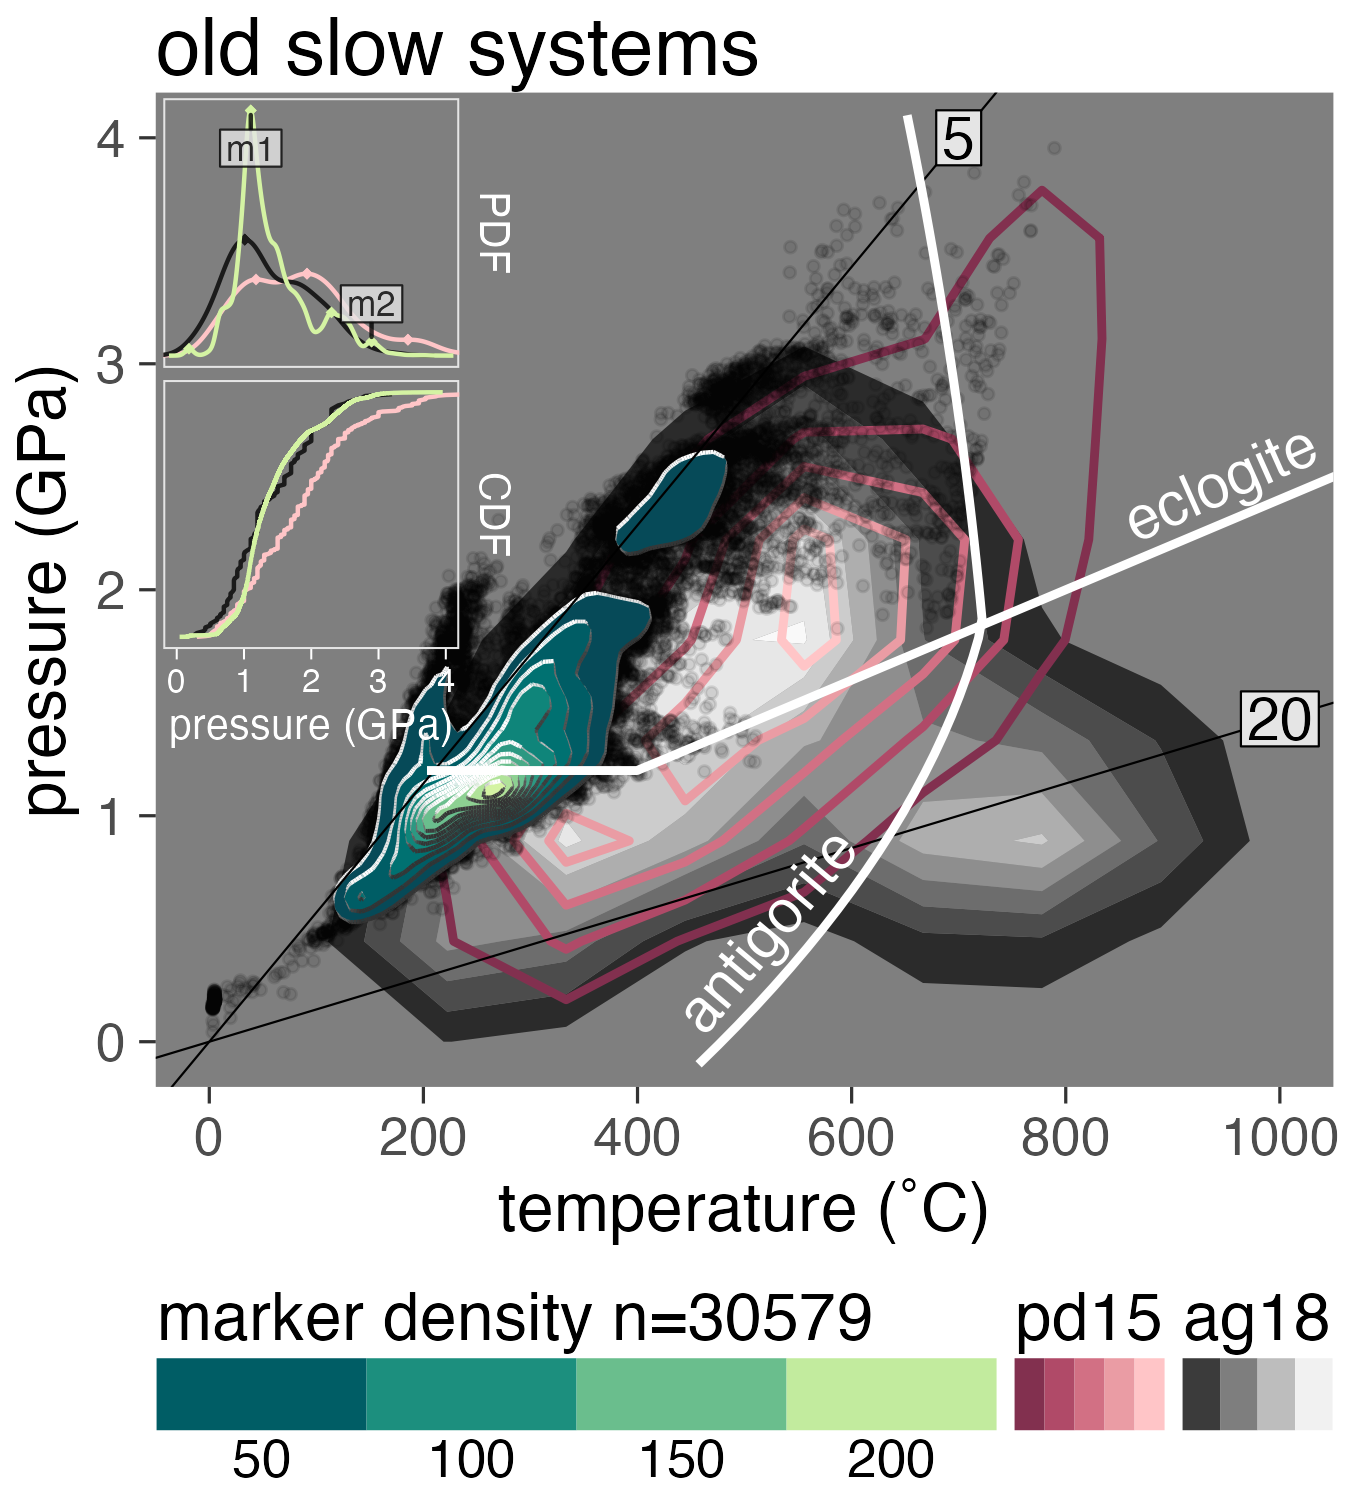 old slow systems
4
3
2
1
0
pressure (GPa)
m1
m2
PDF
CDF
0 1 2 3 4
pressure (GPa)
5
eclogite
20
antigorite
0 200 400 600 800 1000
temperature (˚C)
marker density n=30579
50 100 150 200
pd15
ag18